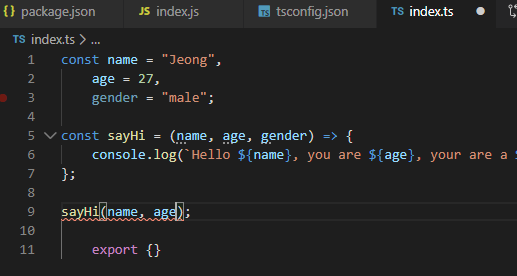 {} package.json JS index.js TS tsconfig.json TS index.ts
TS index.ts > ...
1 const name = "Jeong",
2 age = 27,
3 gender = "male";
4
5 const sayHi = (name, age, gender) => {
6 console.log(`Hello ${name}, you are ${age}, your are a $
7 };
8
9 sayHi(name, age);
10
11 export {}